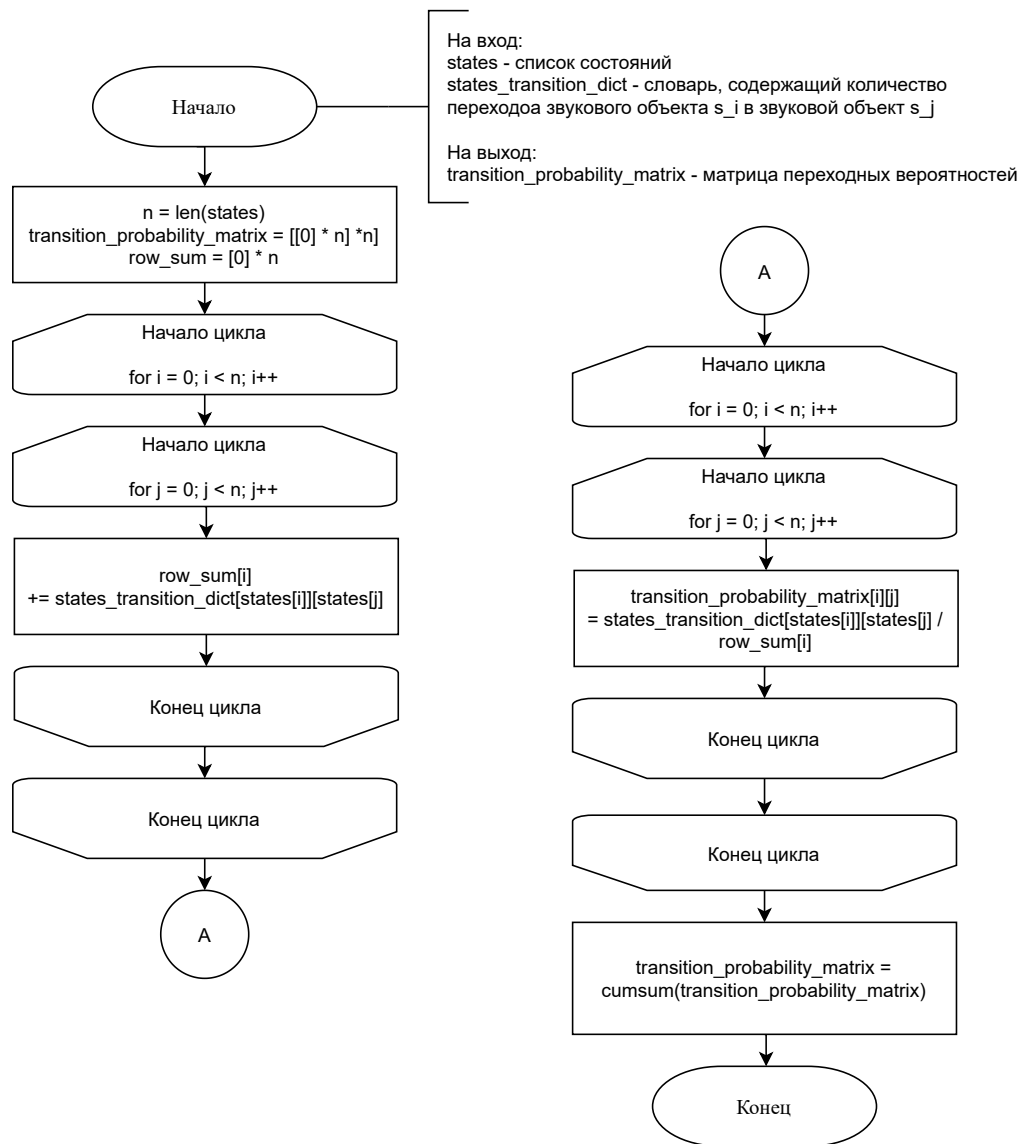 На вход:
states - список состояний
states_transition_dict - словарь, содержащий количество
переходоа звукового объекта s_i в звуковой объект s_j
На выход:
transition_probability_matrix - матрица переходных вероятностей
Начало
n = len(states)
transition_probability_matrix = [[0] * n] *n]
row_sum = [0] * n
Начало цикла
for i = 0; i < n; i++
Начало цикла
for j = 0; j < n; j++
row_sum[i]
+= states_transition_dict[states[i]][states[j]
Конец цикла
Конец цикла
A
A
Начало цикла
for i = 0; i < n; i++
Начало цикла
for j = 0; j < n; j++
transition_probability_matrix[i][j]
= states_transition_dict[states[i]][states[j] /
row_sum[i]
Конец цикла
Конец цикла
transition_probability_matrix =
cumsum(transition_probability_matrix)
Конец